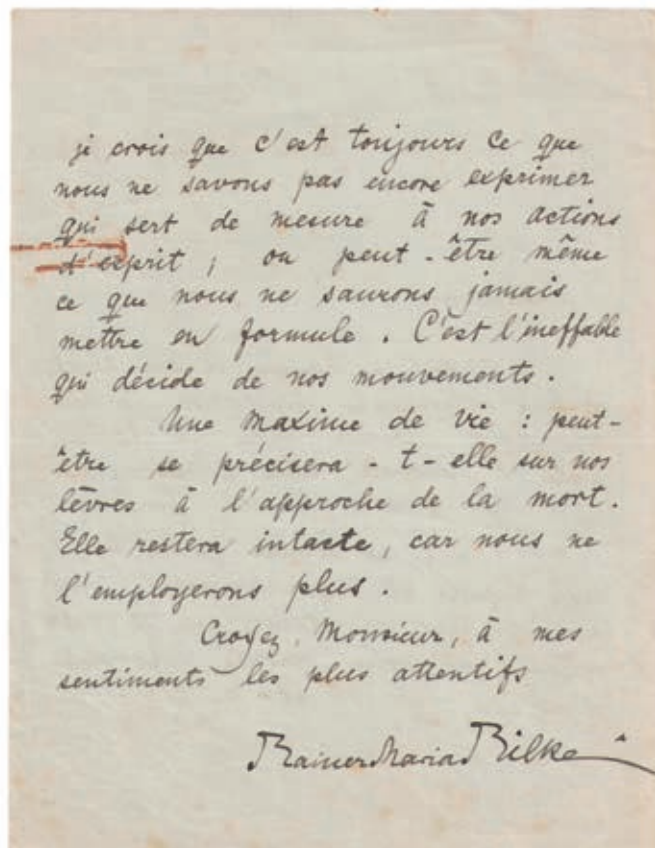 je crois que c'est toujours ce que
nous ne savons pas encore exprimer
qui sert de mesure à nos actions
d'esprit ; ou peut-être même
ce que nous ne saurons jamais
mettre en formule. C'est l'ineffable
qui décide de nos mouvements.
Une maxime de vie : peut-
être se précisera-t-elle sur nos
lèvres à l'approche de la mort.
Elle restera intacte, car nous ne
l'employerons plus.
Croyez, Monsieur, à mes
sentiments les plus attentifs
Rainer Maria Rilke